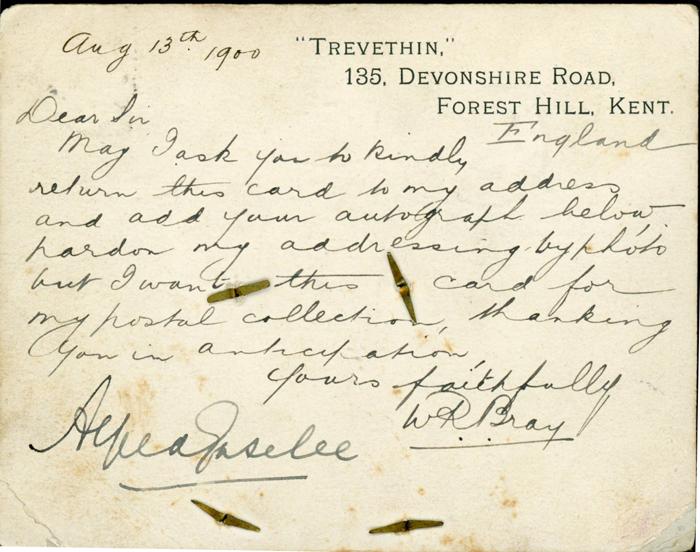 Aug 13th 1900
"TREVETHIN,"
135, DEVONSHIRE ROAD,
FOREST HILL, KENT.
England
Dear Sir
May I ask you to kindly
return this card to my address
and add your autograph below,
pardon my addressing by photo
but I want this card for
my postal collection, thanking
you in anticipation,
Yours faithfully
W R. Bray
Alfred